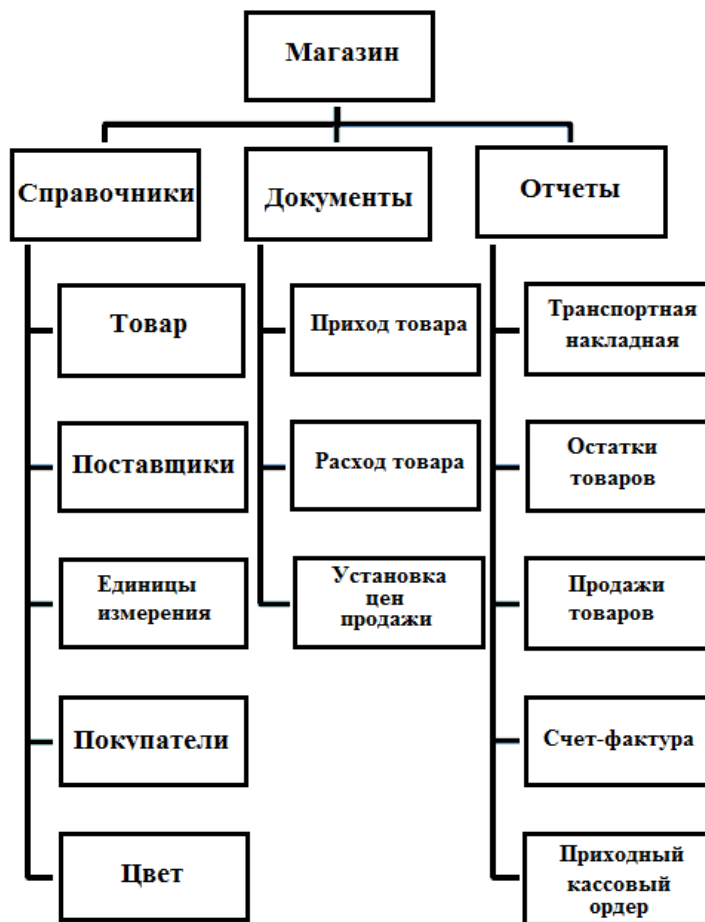 Магазин
Справочники
Документы
Отчеты
Товар
Приход товара
Транспортная
накладная
Поставщики
Расход товара
Остатки
товаров
Единицы
измерения
Установка
цен
продажи
Продажи
товаров
Покупатели
Счет-фактура
Цвет
Приходный
кассовый
ордер